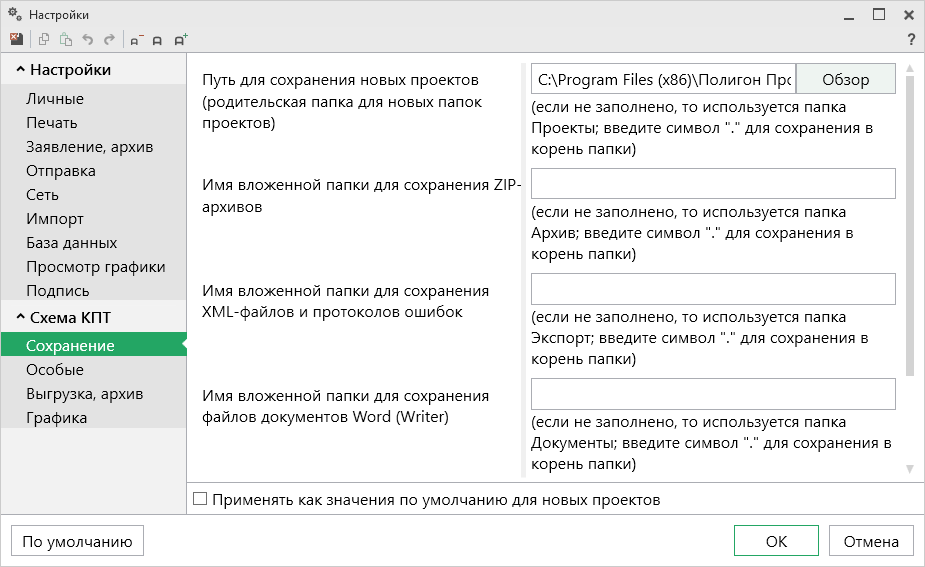 Настройки
А⁻ А А⁺ ?
Настройки
Личные
Печать
Заявление, архив
Отправка
Сеть
Импорт
База данных
Просмотр графики
Подпись
Схема КПТ
Сохранение
Особые
Выгрузка, архив
Графика
Путь для сохранения новых проектов
(родительская папка для новых папок
проектов)
C:\Program Files (x86)\Полигон Прс
Обзор
(если не заполнено, то используется папка
Проекты; введите символ "." для сохранения в
корень папки)
Имя вложенной папки для сохранения ZIP-
архивов
(если не заполнено, то используется папка
Архив; введите символ "." для сохранения в
корень папки)
Имя вложенной папки для сохранения
XML-файлов и протоколов ошибок
(если не заполнено, то используется папка
Экспорт; введите символ "." для сохранения в
корень папки)
Имя вложенной папки для сохранения
файлов документов Word (Writer)
(если не заполнено, то используется папка
Документы; введите символ "." для сохранения в
корень папки)
Применять как значения по умолчанию для новых проектов
По умолчанию
ОК
Отмена